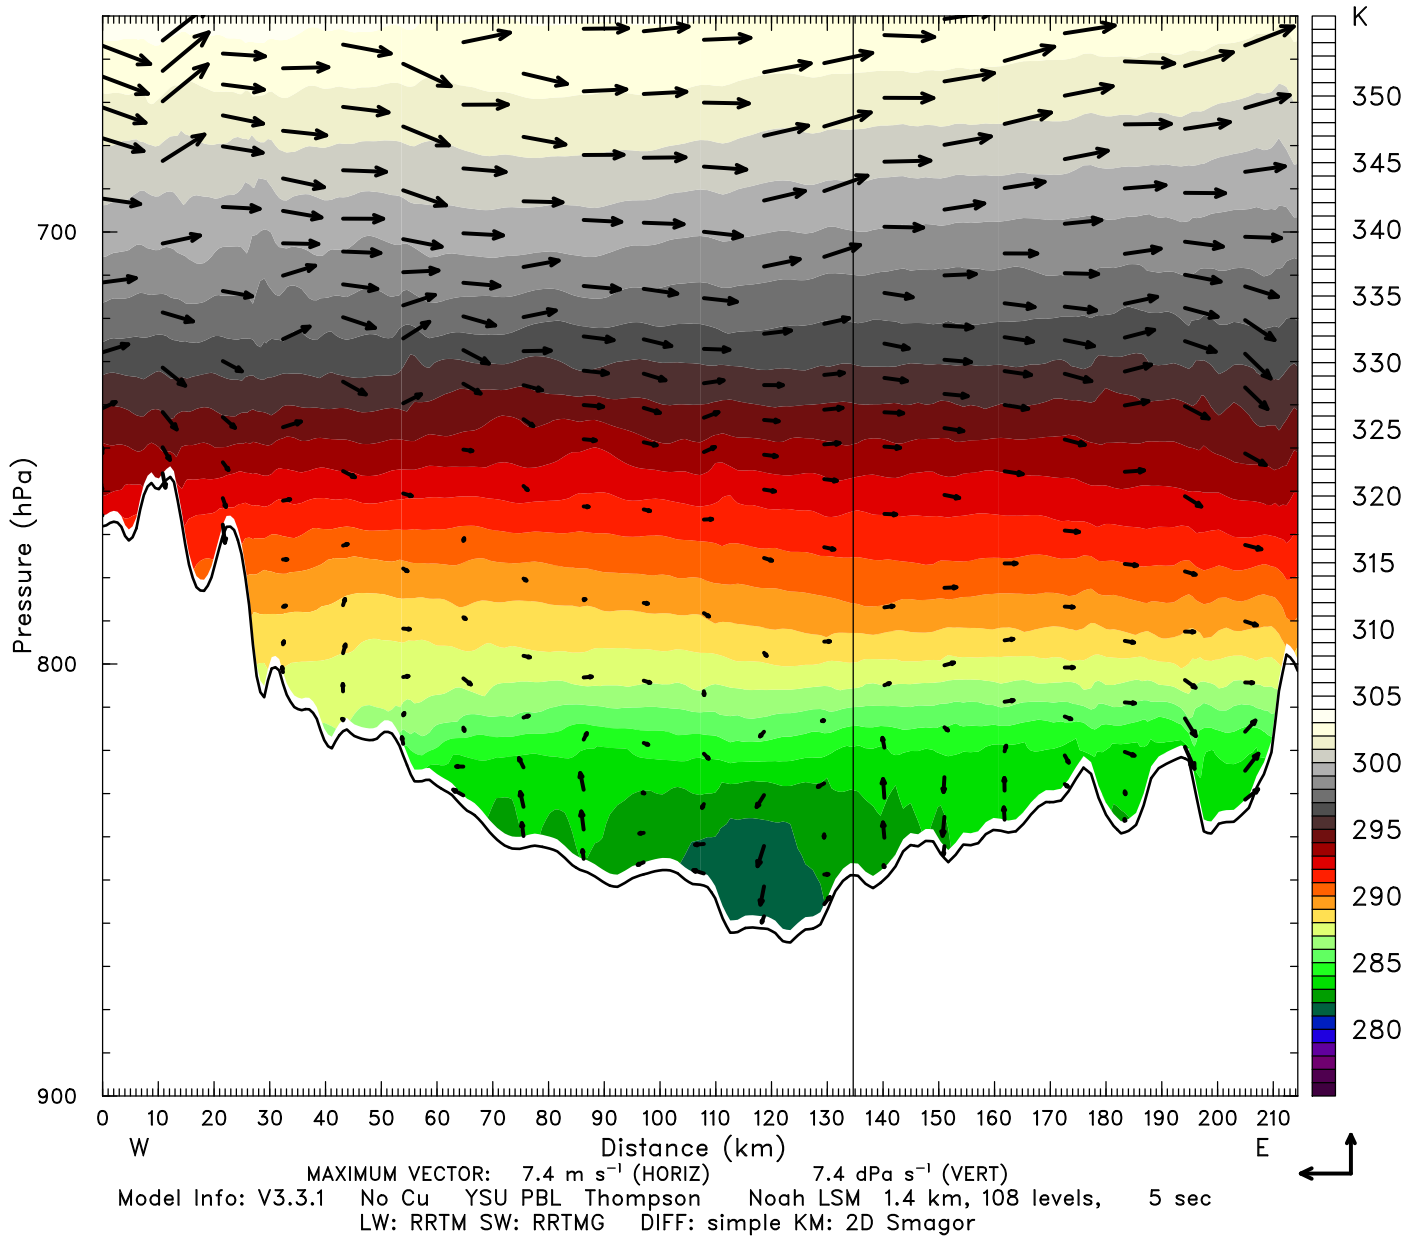 K
350
345
340
335
330
325
320
315
310
305
300
295
290
285
280
700
800
900
Pressure (hPa)
0 10 20 30 40 50 60 70 80 90 100 110 120 130 140 150 160 170 180 190 200 210
W Distance (km) E
MAXIMUM VECTOR: 7.4 m s⁻¹ (HORIZ) 7.4 dPa s⁻¹ (VERT)
Model Info: V3.3.1 No Cu YSU PBL Thompson Noah LSM 1.4 km, 108 levels, 5 sec
LW: RRTM SW: RRTMG DIFF: simple KM: 2D Smagor